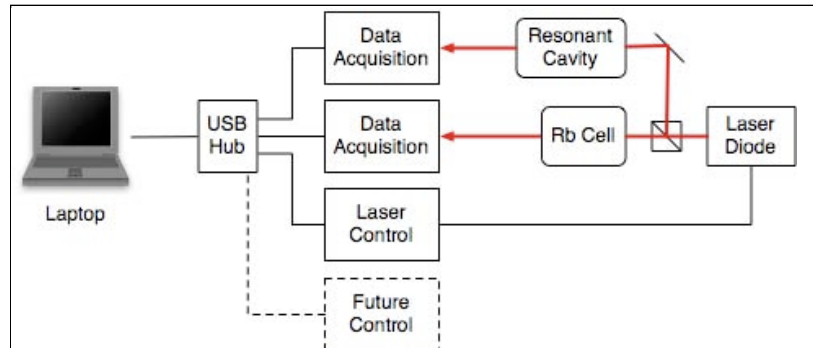 Data
Acquisition
Resonant
Cavity
USB
Hub
Data
Acquisition
Rb Cell
Laser
Diode
Laptop
Laser
Control
Future
Control